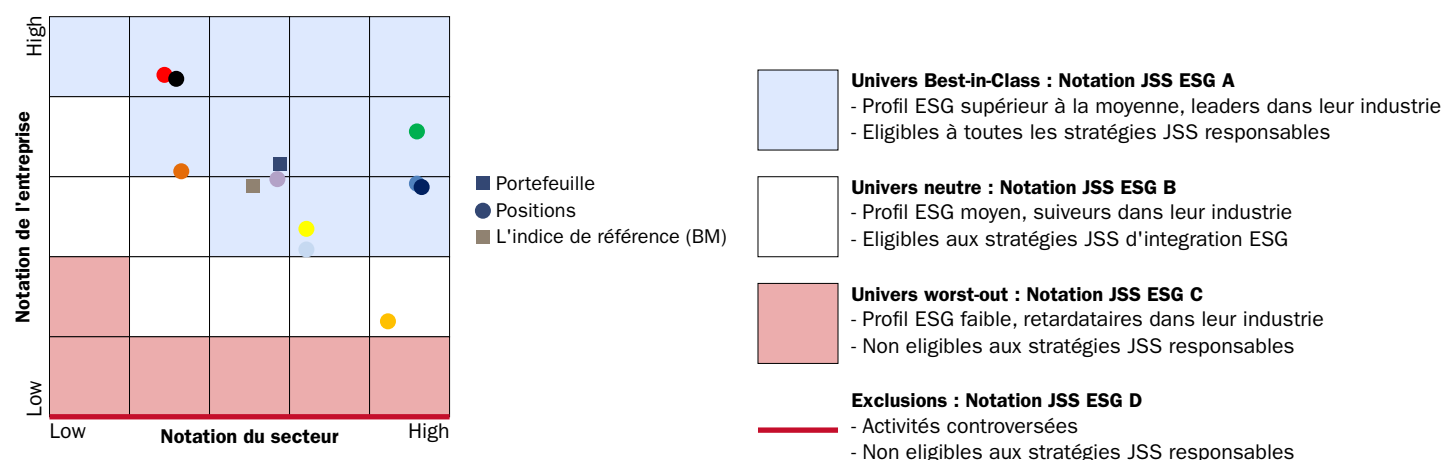 High
Notation de l'entreprise
Low
Low
Notation du secteur
High
Portefeuille
Positions
L'indice de référence (BM)
Univers Best-in-Class : Notation JSS ESG A
- Profil ESG supérieur à la moyenne, leaders dans leur industrie
- Eligibles à toutes les stratégies JSS responsables
Univers neutre : Notation JSS ESG B
- Profil ESG moyen, suiveurs dans leur industrie
- Eligibles aux stratégies JSS d'integration ESG
Univers worst-out : Notation JSS ESG C
- Profil ESG faible, retardataires dans leur industrie
- Non eligibles aux stratégies JSS responsables
Exclusions : Notation JSS ESG D
- Activités controversées
- Non eligibles aux stratégies JSS responsables